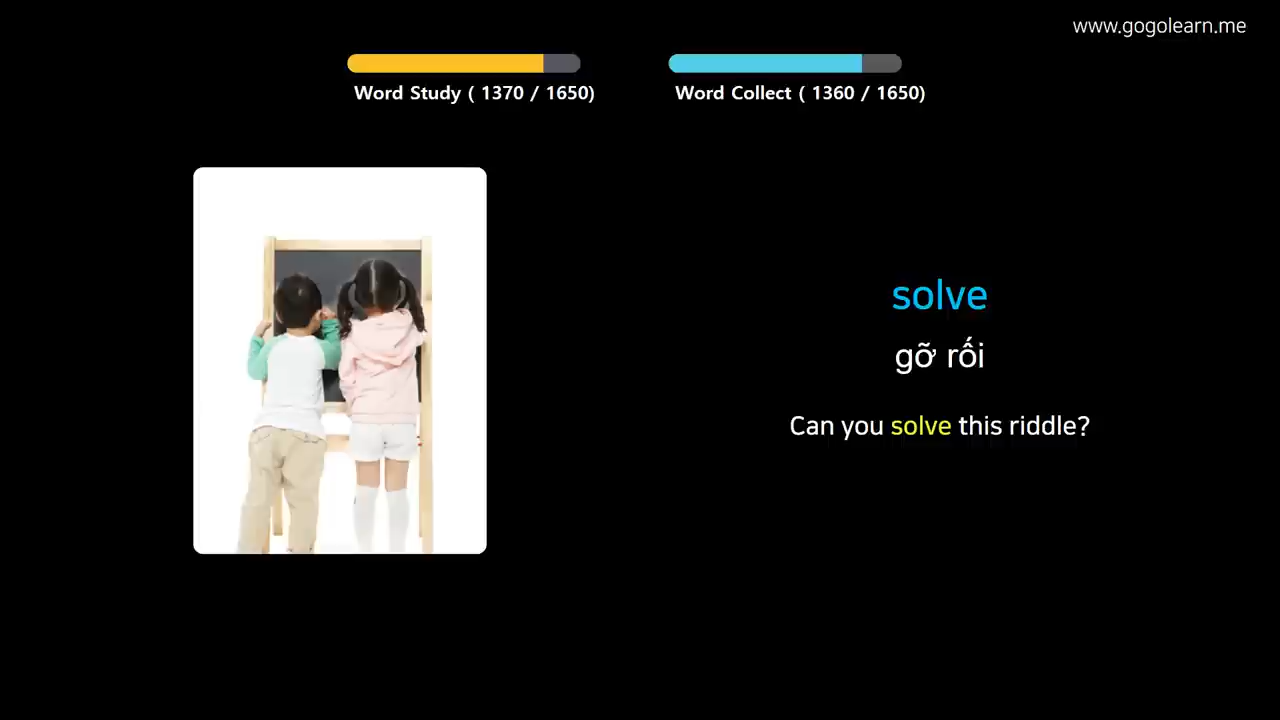 www.gogolearn.me
Word Study ( 1370 / 1650)
Word Collect ( 1360 / 1650)
solve
gỡ rối
Can you solve this riddle?